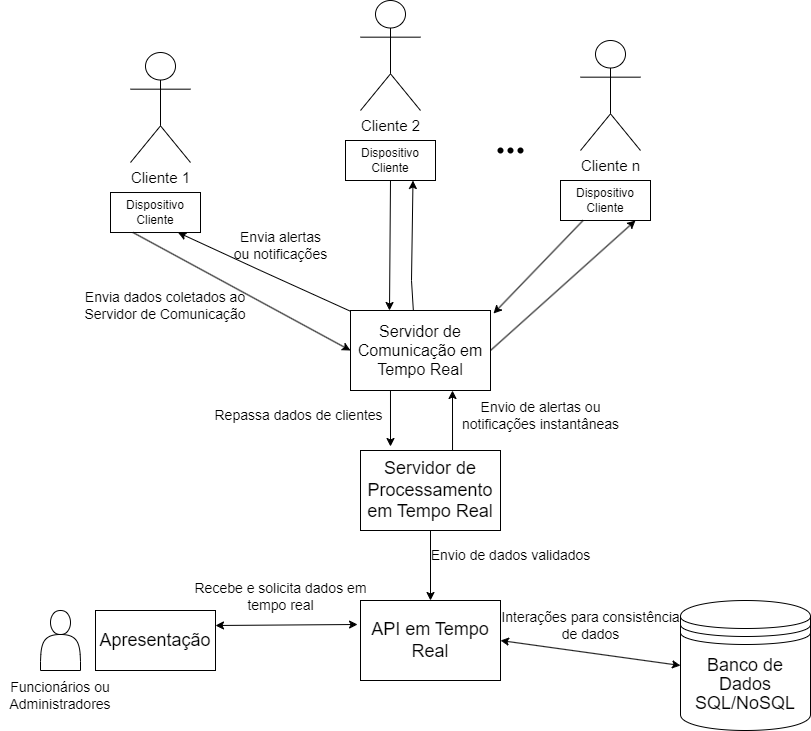 Cliente 2
Dispositivo
Cliente
Cliente n
Cliente 1
Dispositivo
Cliente
Dispositivo
Cliente
Envia alertas
ou notificações
Envia dados coletados ao
Servidor de Comunicação
Servidor de
Comunicação em
Tempo Real
Repassa dados de clientes
Envio de alertas ou
notificações instantâneas
Servidor de
Processamento
em Tempo Real
Envio de dados validados
Recebe e solicita dados em
tempo real
Apresentação
API em Tempo
Real
Interações para consistência
de dados
Banco de
Dados
SQL/NoSQL
Funcionários ou
Administradores